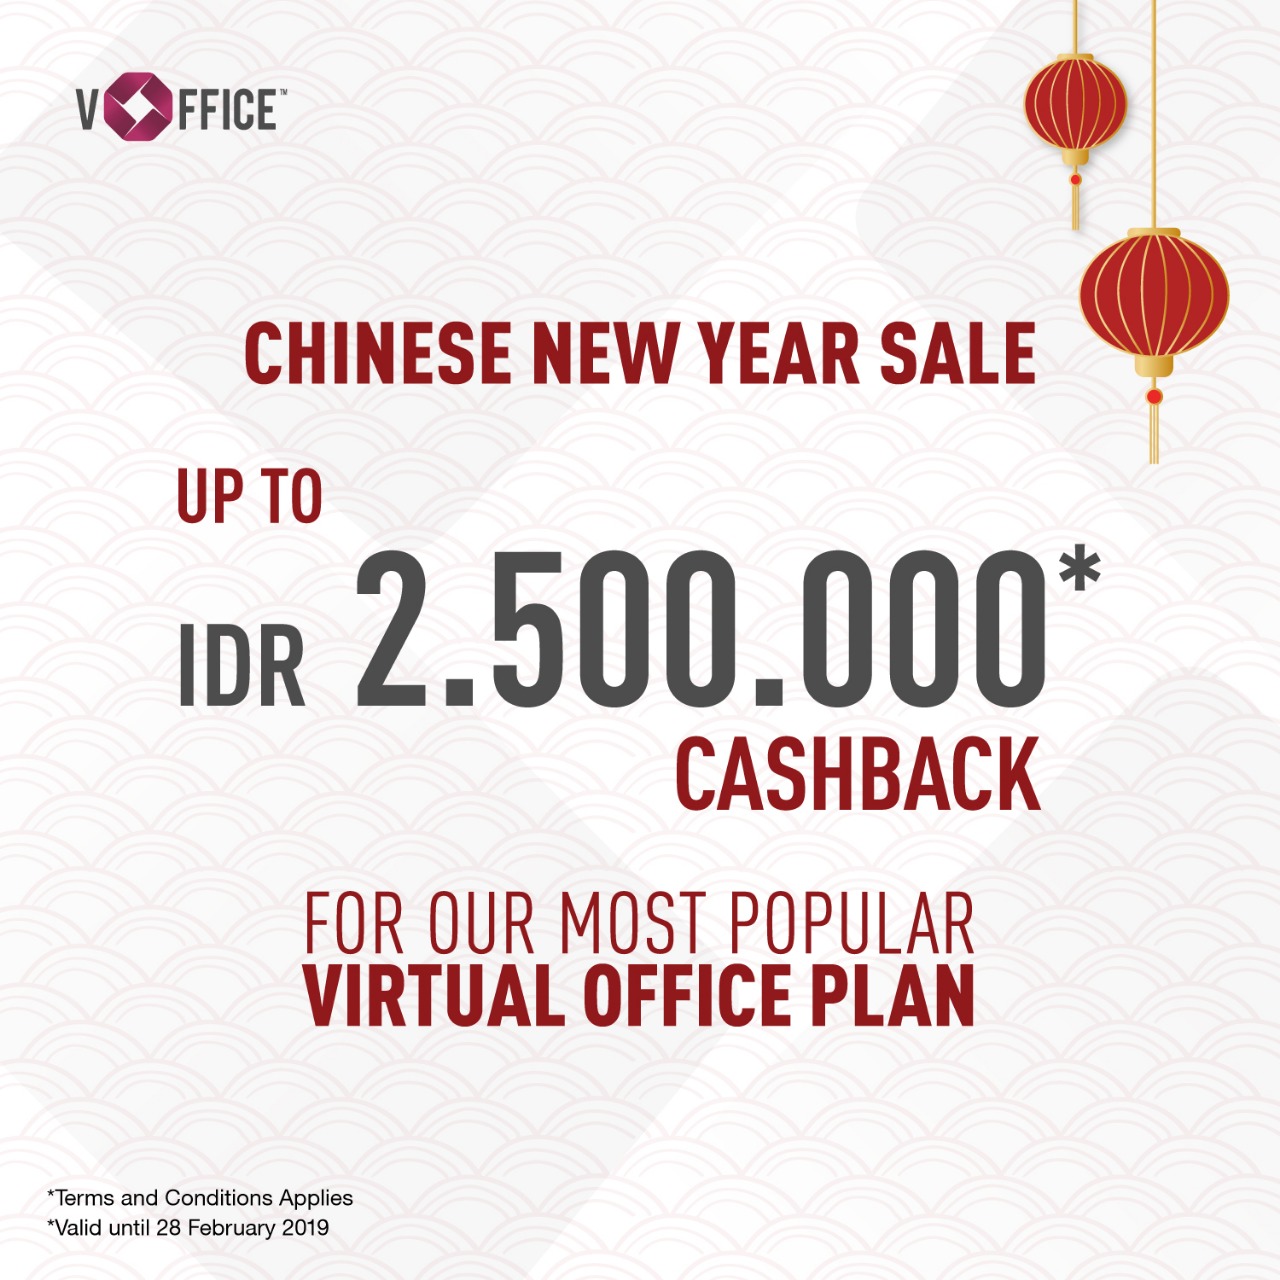 VOFFICE™
CHINESE NEW YEAR SALE
UP TO
IDR 2.500.000*
CASHBACK
FOR OUR MOST POPULAR
VIRTUAL OFFICE PLAN
*Terms and Conditions Applies
*Valid until 28 February 2019